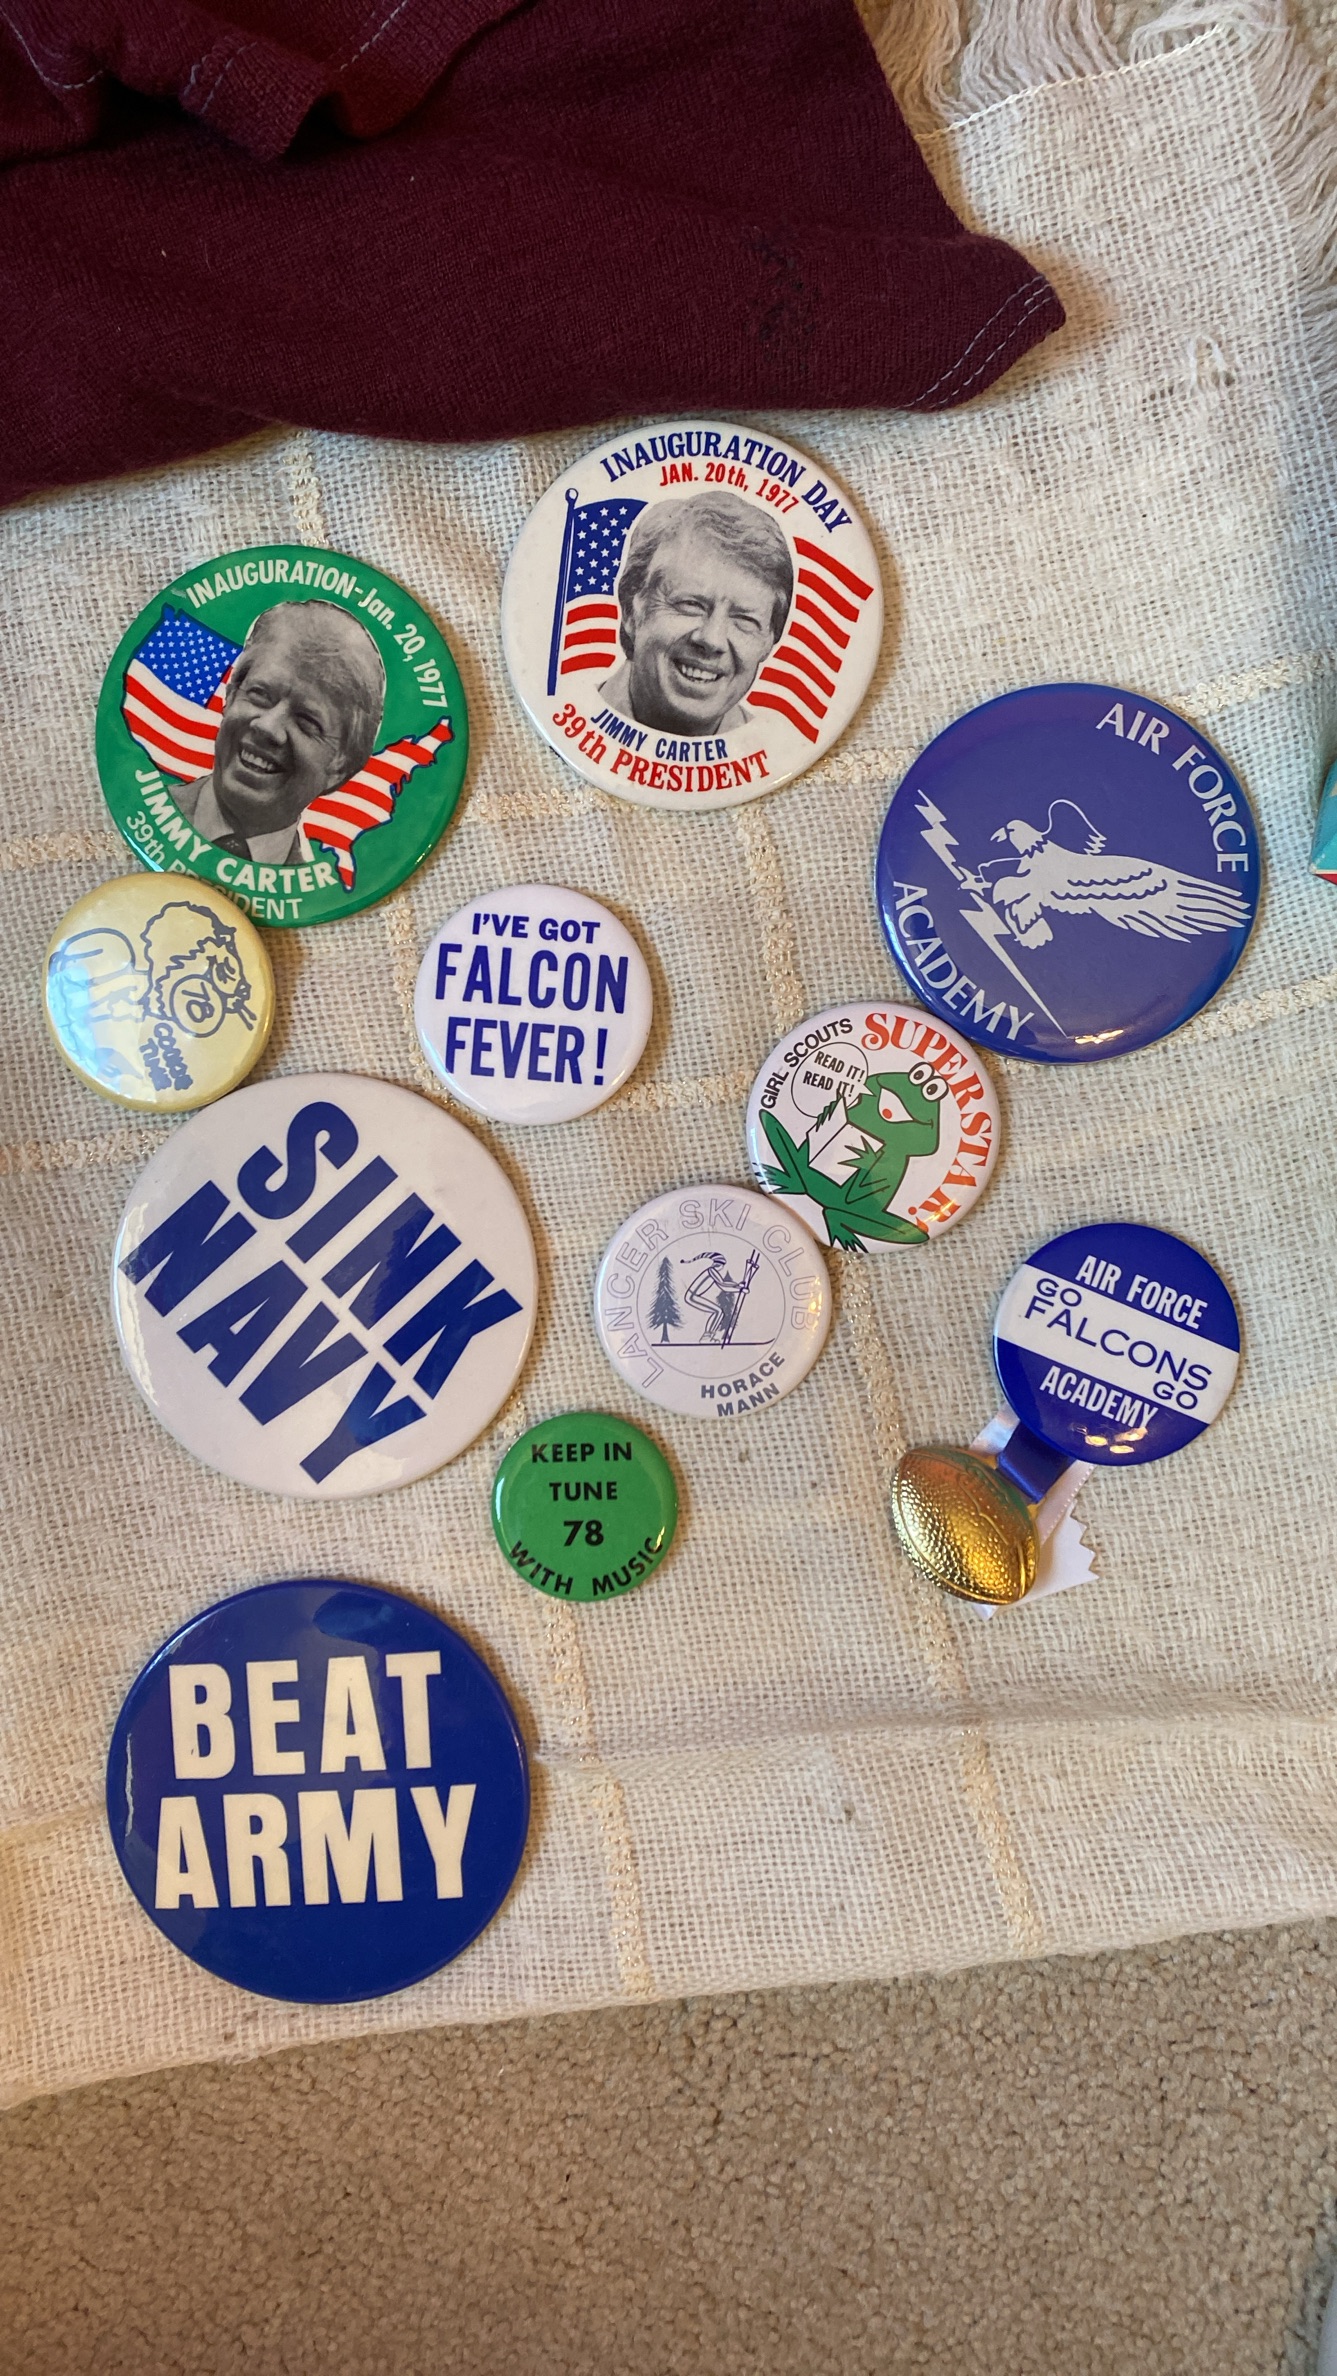 INAUGURATION DAY
JAN. 20th, 1977
JIMMY CARTER
39th PRESIDENT
INAUGURATION-Jan. 20, 1977
JIMMY CARTER
39th PRESIDENT
AIR FORCE
ACADEMY
78
I'VE GOT
FALCON
FEVER!
GIRL SCOUTS
SUPERSTAR!
READ IT!
READ IT!
SINK
NAVY
LANCER SKI CLUB
HORACE
MANN
AIR FORCE
GO
FALCONS
GO
ACADEMY
KEEP IN
TUNE
78
WITH MUSIC
BEAT
ARMY